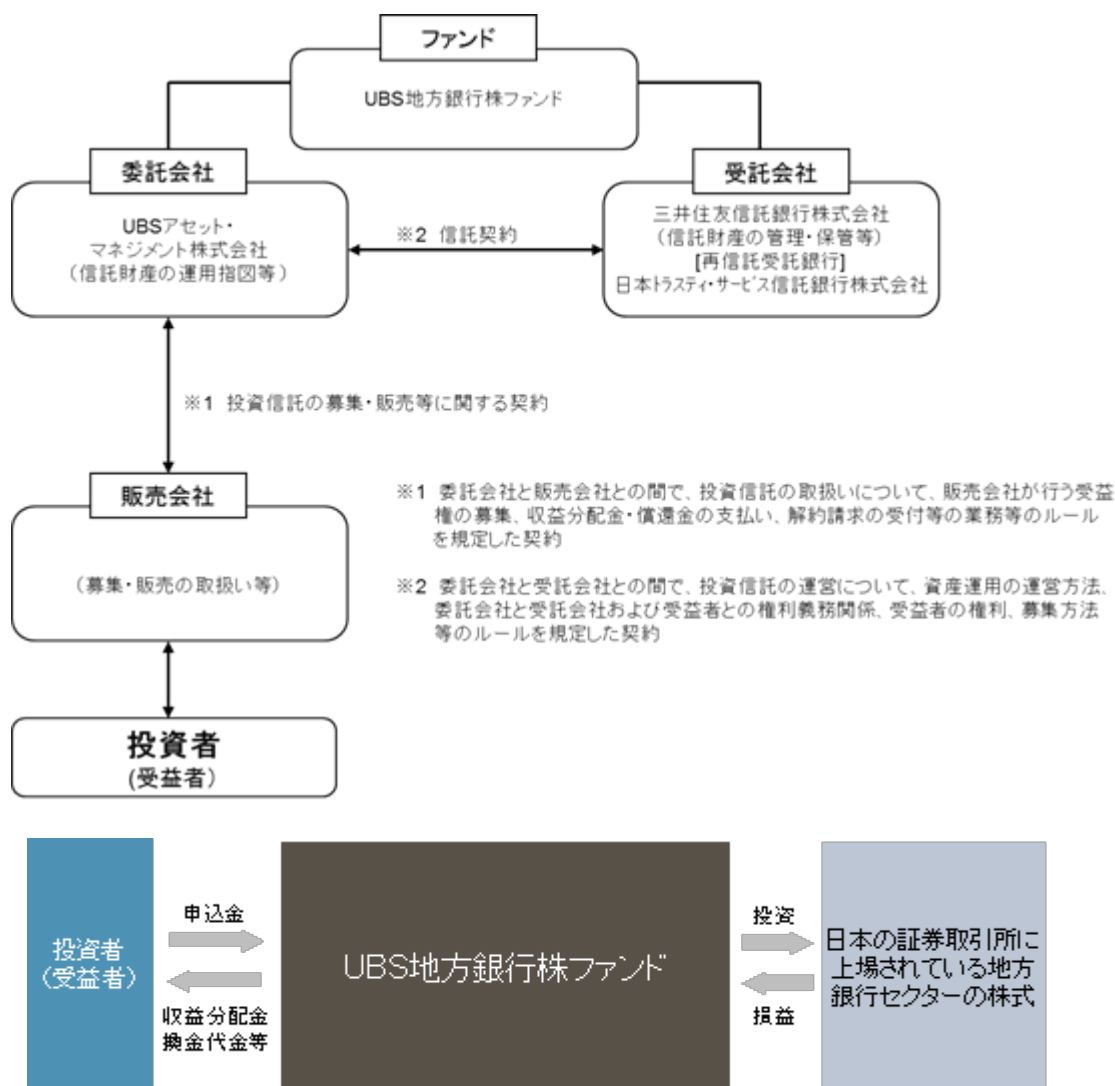 ファンド
UBS地方銀行株ファンド
委託会社
UBSアセット・
マネジメント株式会社
(信託財産の運用指図等)
※2 信託契約
受託会社
三井住友信託銀行株式会社
(信託財産の管理・保管等)
[再信託受託銀行]
日本トラスティ・サービス信託銀行株式会社
※1 投資信託の募集・販売等に関する契約
販売会社
(募集・販売の取扱い等)
※1 委託会社と販売会社との間で、投資信託の取扱いについて、販売会社が行う受益
権の募集、収益分配金・償還金の支払い、解約請求の受付等の業務等のルール
を規定した契約
※2 委託会社と受託会社との間で、投資信託の運営について、資産運用の運営方法、
委託会社と受託会社および受益者との権利義務関係、受益者の権利、募集方法
等のルールを規定した契約
投資者
(受益者)
投資者
(受益者)
申込金
収益分配金
換金代金等
UBS地方銀行株ファンド
投資
損益
日本の証券取引所に
上場されている地方
銀行セクターの株式